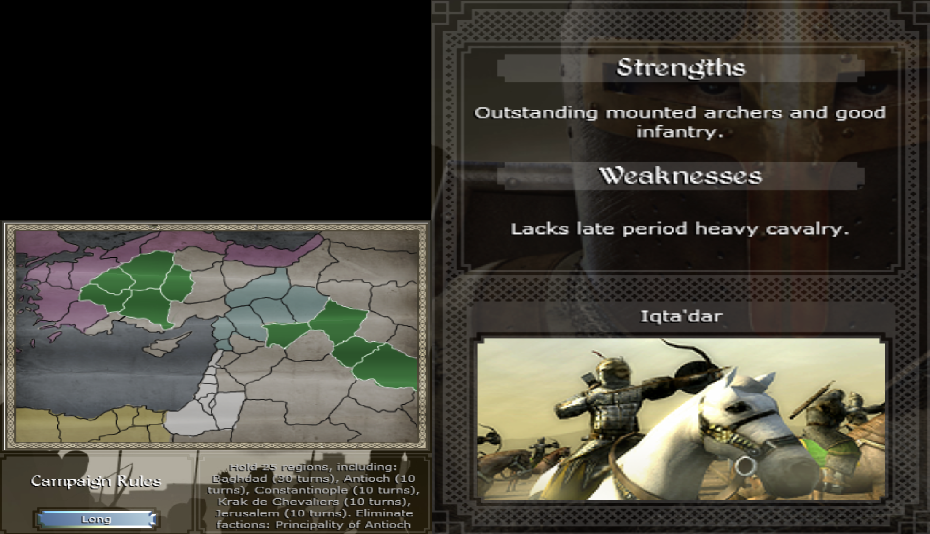 Strengths
Outstanding mounted archers and good
infantry.
Weaknesses
Lacks late period heavy cavalry.
Iqta'dar
Campaign Rules
Long
Hold 25 regions, including:
Baghdad (30 turns), Antioch (10
turns), Constantinople (10 turns),
Krak de Chevaliers (10 turns),
Jerusalem (10 turns). Eliminate
factions: Principality of Antioch